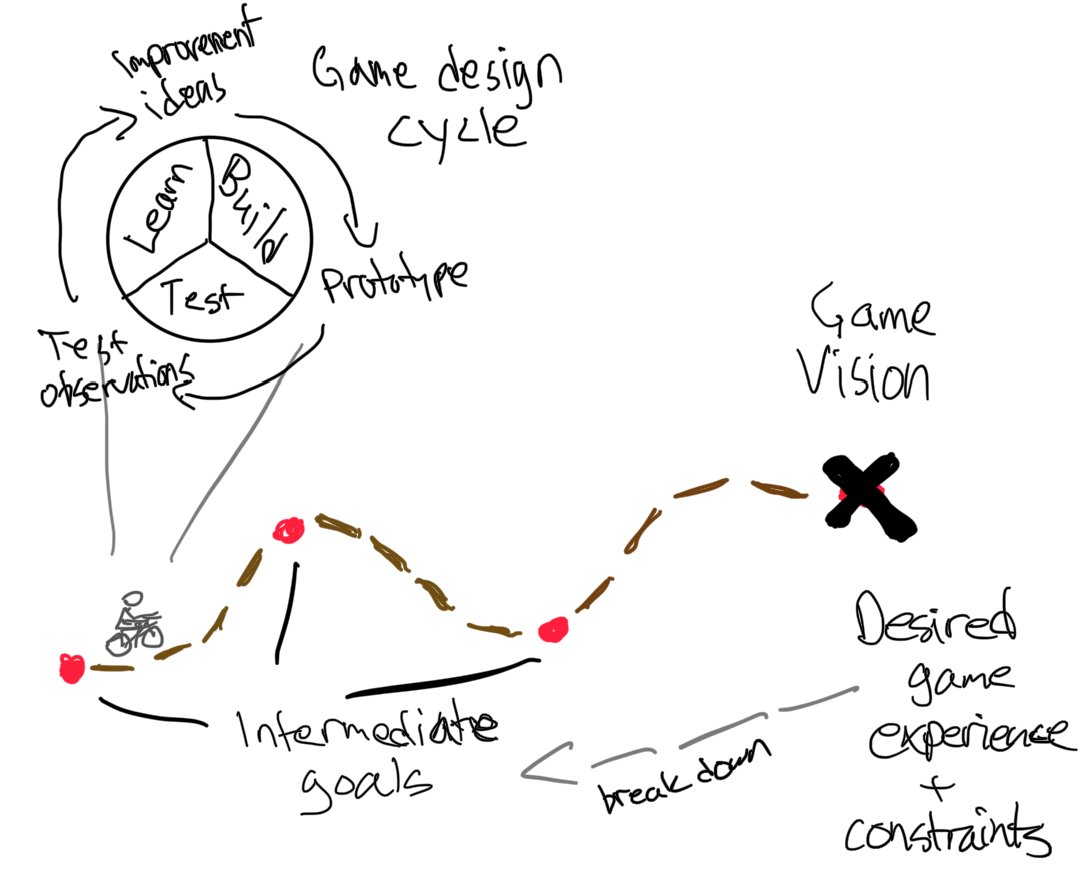 Improvement
ideas
Game design
cycle
Learn
Build
Test
Prototype
Test
observations
Game
Vision
Intermediate
goals
break down
Desired
game
experience
+
constraints